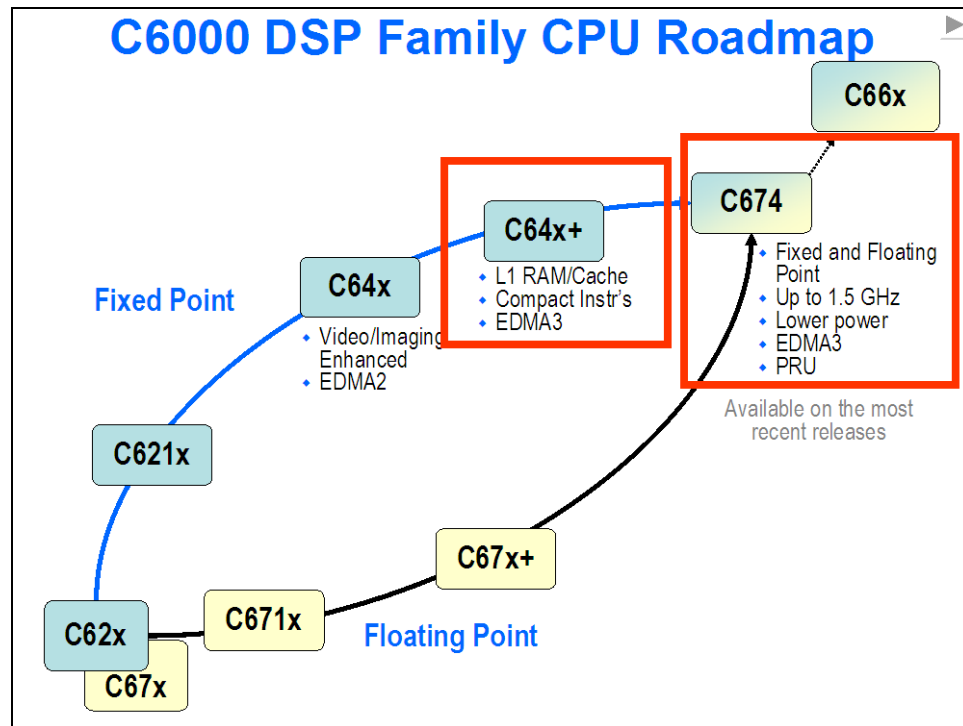 C6000 DSP Family CPU Roadmap
C66x
C674
Fixed and Floating
Point
Up to 1.5 GHz
Lower power
EDMA3
PRU
Available on the most
recent releases
C64x+
L1 RAM/Cache
Compact Instr's
EDMA3
C64x
Video/Imaging
Enhanced
EDMA2
Fixed Point
C621x
C67x+
C671x
Floating Point
C62x
C67x